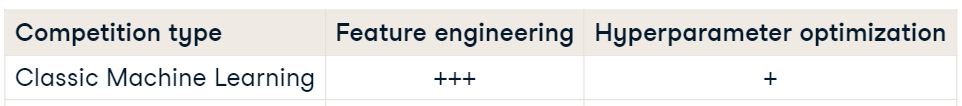 Competition type Feature engineering Hyperparameter optimization
Classic Machine Learning +++ +